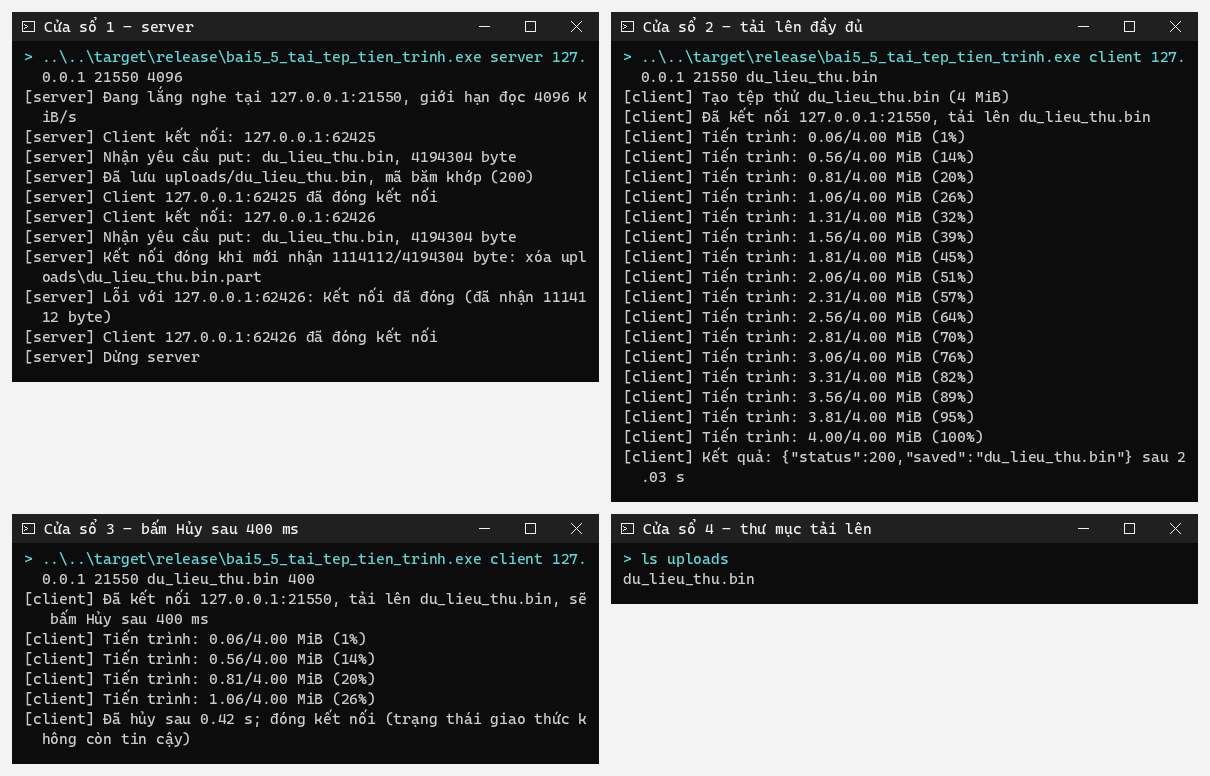 Cửa sổ 1 — server
> ..\..\target\release\bai5_5_tai_tep_tien_trinh.exe server 127.
0.0.1 21550 4096
[server] Đang lắng nghe tại 127.0.0.1:21550, giới hạn đọc 4096 K
iB/s
[server] Client kết nối: 127.0.0.1:62425
[server] Nhận yêu cầu put: du_lieu_thu.bin, 4194304 byte
[server] Đã lưu uploads/du_lieu_thu.bin, mã băm khớp (200)
[server] Client 127.0.0.1:62425 đã đóng kết nối
[server] Client kết nối: 127.0.0.1:62426
[server] Nhận yêu cầu put: du_lieu_thu.bin, 4194304 byte
[server] Kết nối đóng khi mới nhận 1114112/4194304 byte: xóa upl
oads\du_lieu_thu.bin.part
[server] Lỗi với 127.0.0.1:62426: Kết nối đã đóng (đã nhận 11141
12 byte)
[server] Client 127.0.0.1:62426 đã đóng kết nối
[server] Dừng server
Cửa sổ 2 — tải lên đầy đủ
> ..\..\target\release\bai5_5_tai_tep_tien_trinh.exe client 127.
0.0.1 21550 du_lieu_thu.bin
[client] Tạo tệp thử du_lieu_thu.bin (4 MiB)
[client] Đã kết nối 127.0.0.1:21550, tải lên du_lieu_thu.bin
[client] Tiến trình: 0.06/4.00 MiB (1%)
[client] Tiến trình: 0.56/4.00 MiB (14%)
[client] Tiến trình: 0.81/4.00 MiB (20%)
[client] Tiến trình: 1.06/4.00 MiB (26%)
[client] Tiến trình: 1.31/4.00 MiB (32%)
[client] Tiến trình: 1.56/4.00 MiB (39%)
[client] Tiến trình: 1.81/4.00 MiB (45%)
[client] Tiến trình: 2.06/4.00 MiB (51%)
[client] Tiến trình: 2.31/4.00 MiB (57%)
[client] Tiến trình: 2.56/4.00 MiB (64%)
[client] Tiến trình: 2.81/4.00 MiB (70%)
[client] Tiến trình: 3.06/4.00 MiB (76%)
[client] Tiến trình: 3.31/4.00 MiB (82%)
[client] Tiến trình: 3.56/4.00 MiB (89%)
[client] Tiến trình: 3.81/4.00 MiB (95%)
[client] Tiến trình: 4.00/4.00 MiB (100%)
[client] Kết quả: {"status":200,"saved":"du_lieu_thu.bin"} sau 2
.03 s
Cửa sổ 3 — bấm Hủy sau 400 ms
> ..\..\target\release\bai5_5_tai_tep_tien_trinh.exe client 127.
0.0.1 21550 du_lieu_thu.bin 400
[client] Đã kết nối 127.0.0.1:21550, tải lên du_lieu_thu.bin, sẽ
bấm Hủy sau 400 ms
[client] Tiến trình: 0.06/4.00 MiB (1%)
[client] Tiến trình: 0.56/4.00 MiB (14%)
[client] Tiến trình: 0.81/4.00 MiB (20%)
[client] Tiến trình: 1.06/4.00 MiB (26%)
[client] Đã hủy sau 0.42 s; đóng kết nối (trạng thái giao thức k
hông còn tin cậy)
Cửa sổ 4 — thư mục tải lên
> ls uploads
du_lieu_thu.bin